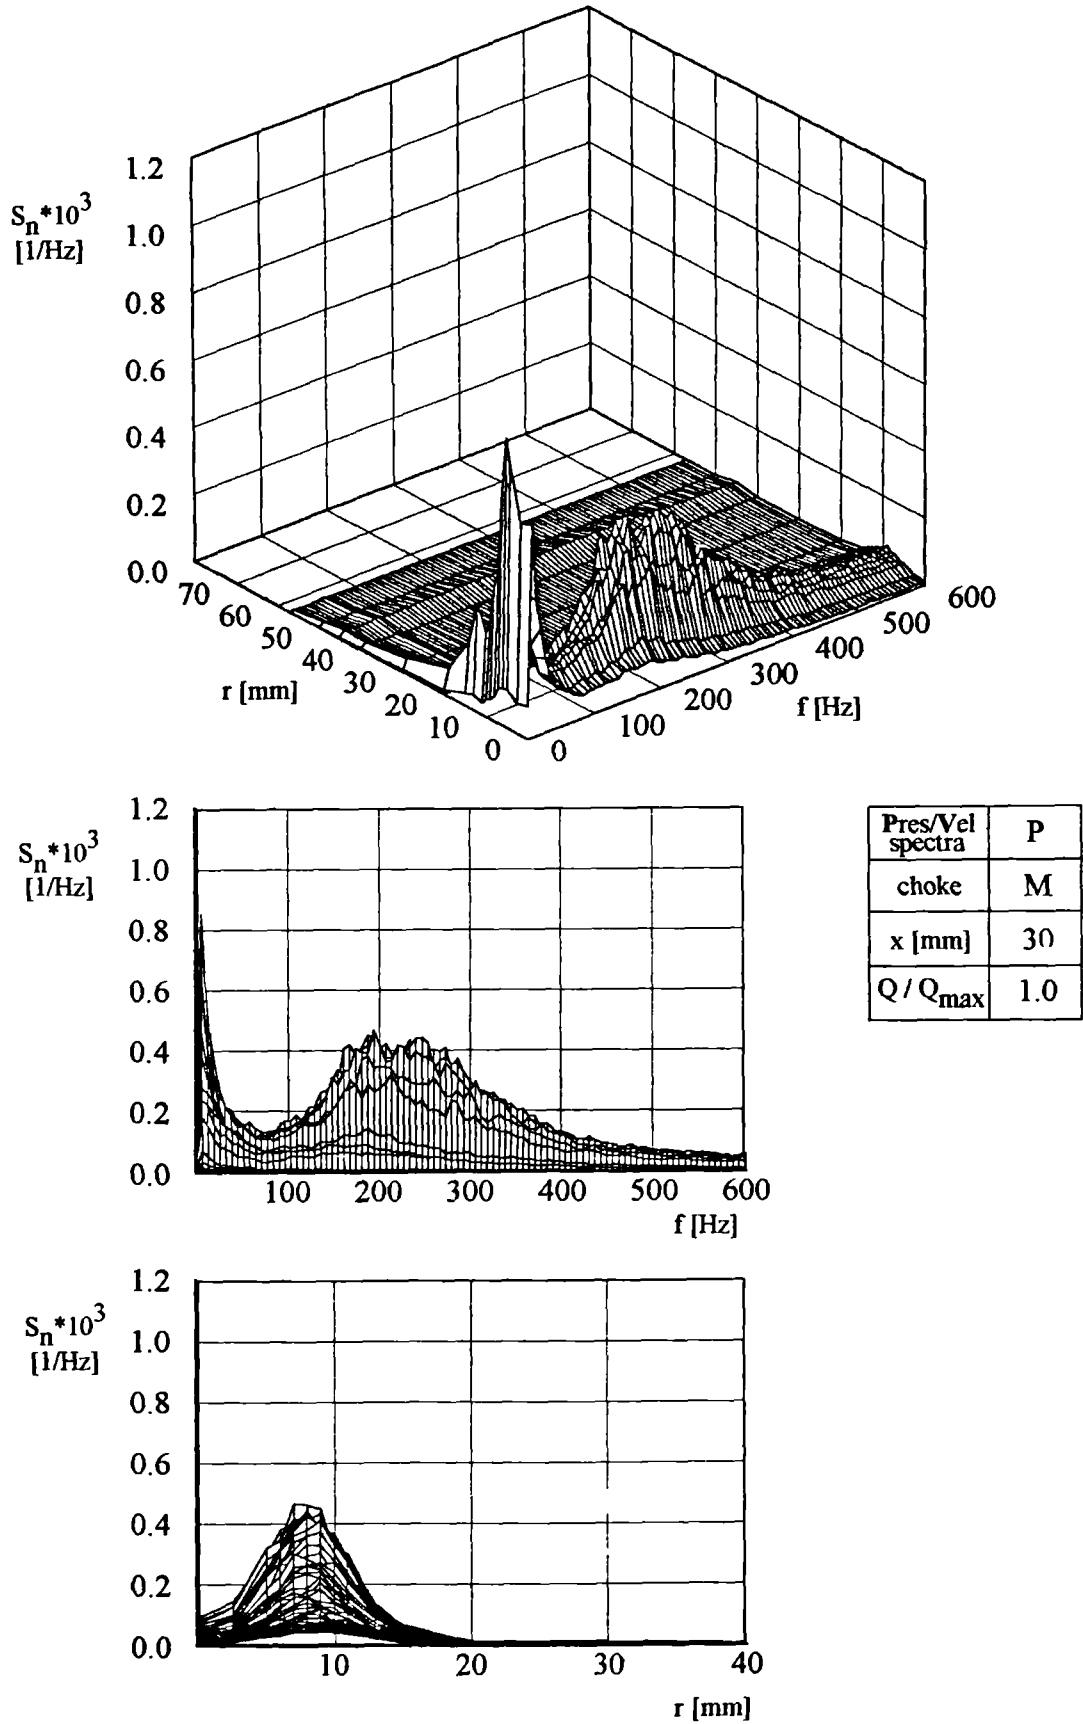 1.2
S_n*10^3
[1/Hz]
1.0
0.8
0.6
0.4
0.2
0.0
70
60
50
40
30
20
10
0
r [mm]
0
100
200
300
400
500
600
f [Hz]
1.2
S_n*10^3
[1/Hz]
1.0
0.8
0.6
0.4
0.2
0.0
100 200 300 400 500 600
f [Hz]
Pres/Vel spectra P
choke M
x [mm] 30
Q / Q_max 1.0
1.2
S_n*10^3
[1/Hz]
1.0
0.8
0.6
0.4
0.2
0.0
10 20 30 40
r [mm]